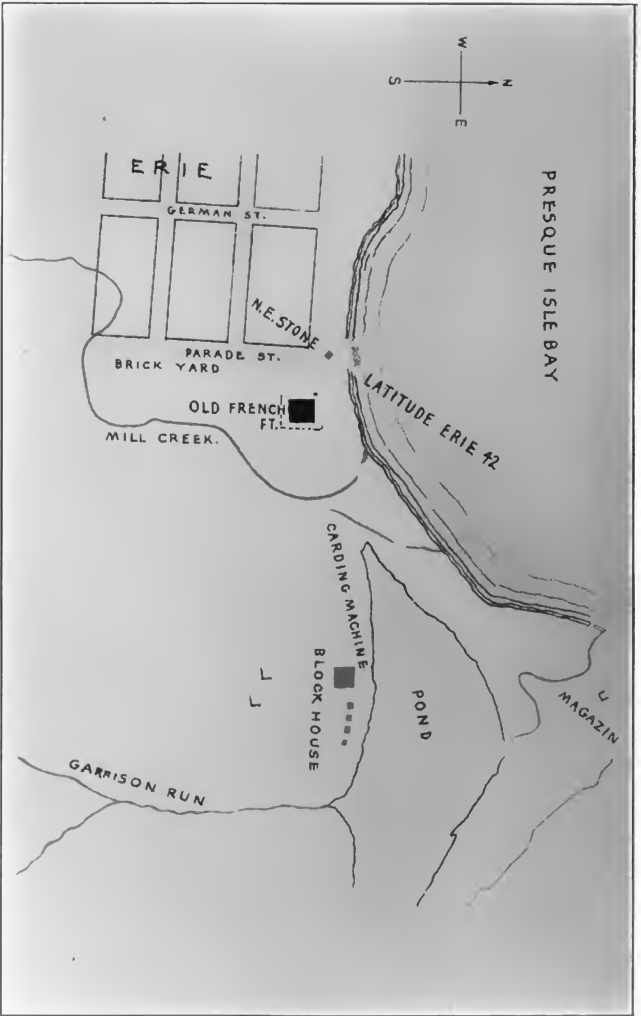 W
S N
E
PRESQUE ISLE BAY
ERIE
GERMAN ST.
N.E. STONE
PARADE ST.
BRICK YARD
LATITUDE ERIE 42
OLD FRENCH
FT.
MILL CREEK.
CARDING MACHINE
BLOCK HOUSE
POND
MAGAZIN
GARRISON RUN